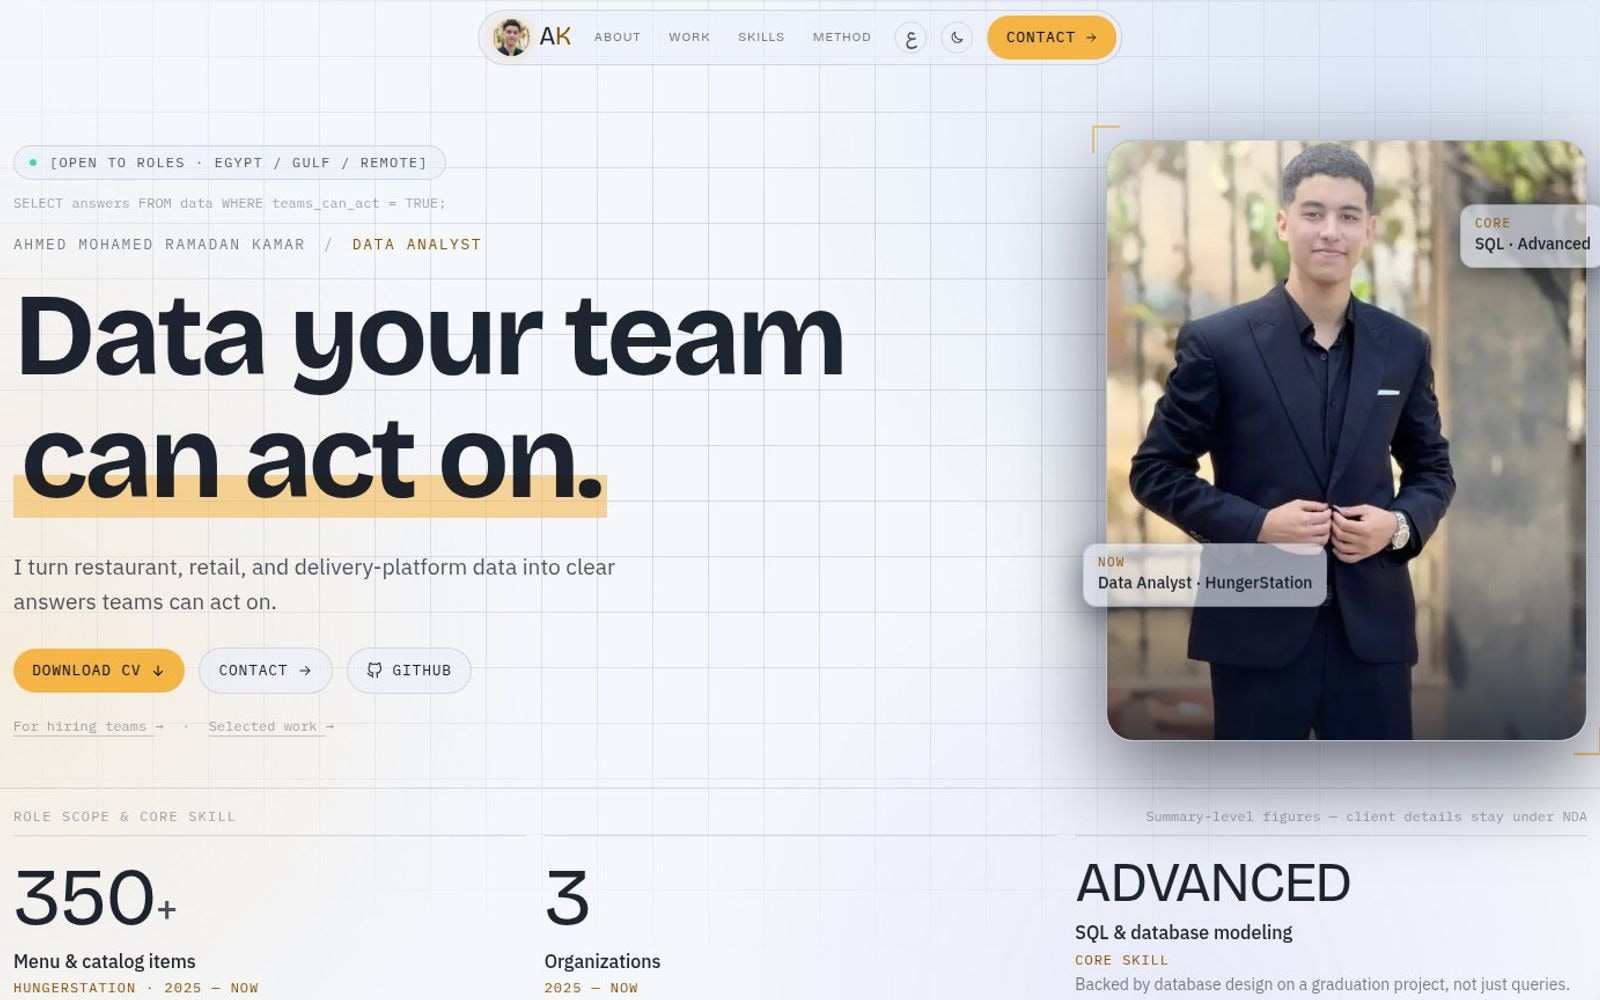 AK ABOUT WORK SKILLS METHOD ع CONTACT →
[OPEN TO ROLES · EGYPT / GULF / REMOTE]
SELECT answers FROM data WHERE teams_can_act = TRUE;
AHMED MOHAMED RAMADAN KAMAR / DATA ANALYST
Data your team
can act on.
I turn restaurant, retail, and delivery-platform data into clear
answers teams can act on.
DOWNLOAD CV ↓ CONTACT → GITHUB
For hiring teams → · Selected work →
CORE
SQL · Advanced
NOW
Data Analyst · HungerStation
ROLE SCOPE & CORE SKILL
Summary-level figures — client details stay under NDA
350+
Menu & catalog items
HUNGERSTATION · 2025 — NOW
3
Organizations
2025 — NOW
ADVANCED
SQL & database modeling
CORE SKILL
Backed by database design on a graduation project, not just queries.